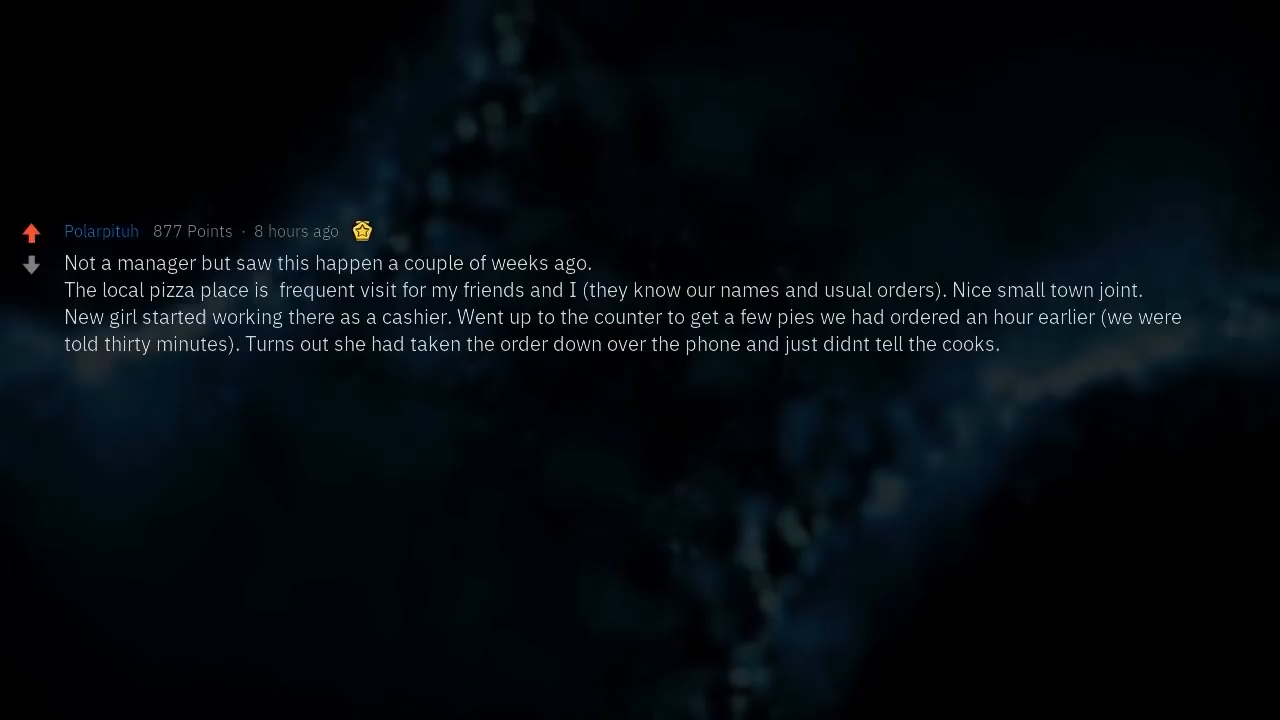 Polarpituh 877 Points · 8 hours ago
Not a manager but saw this happen a couple of weeks ago.
The local pizza place is  frequent visit for my friends and I (they know our names and usual orders). Nice small town joint.
New girl started working there as a cashier. Went up to the counter to get a few pies we had ordered an hour earlier (we were
told thirty minutes). Turns out she had taken the order down over the phone and just didnt tell the cooks.